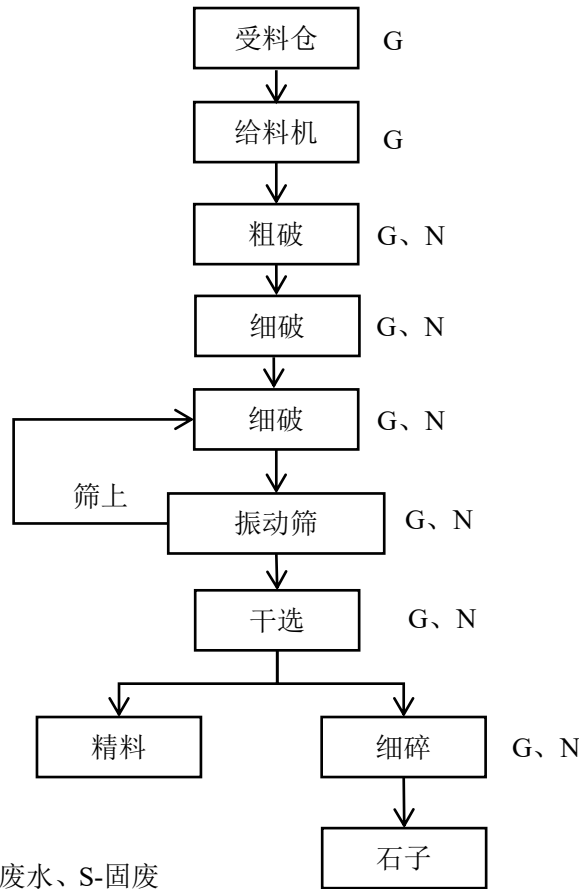 受料仓 G
给料机 G
粗破 G、N
细破 G、N
细破 G、N
筛上
振动筛 G、N
干选 G、N
精料 细碎 G、N
石子
废水、S-固废